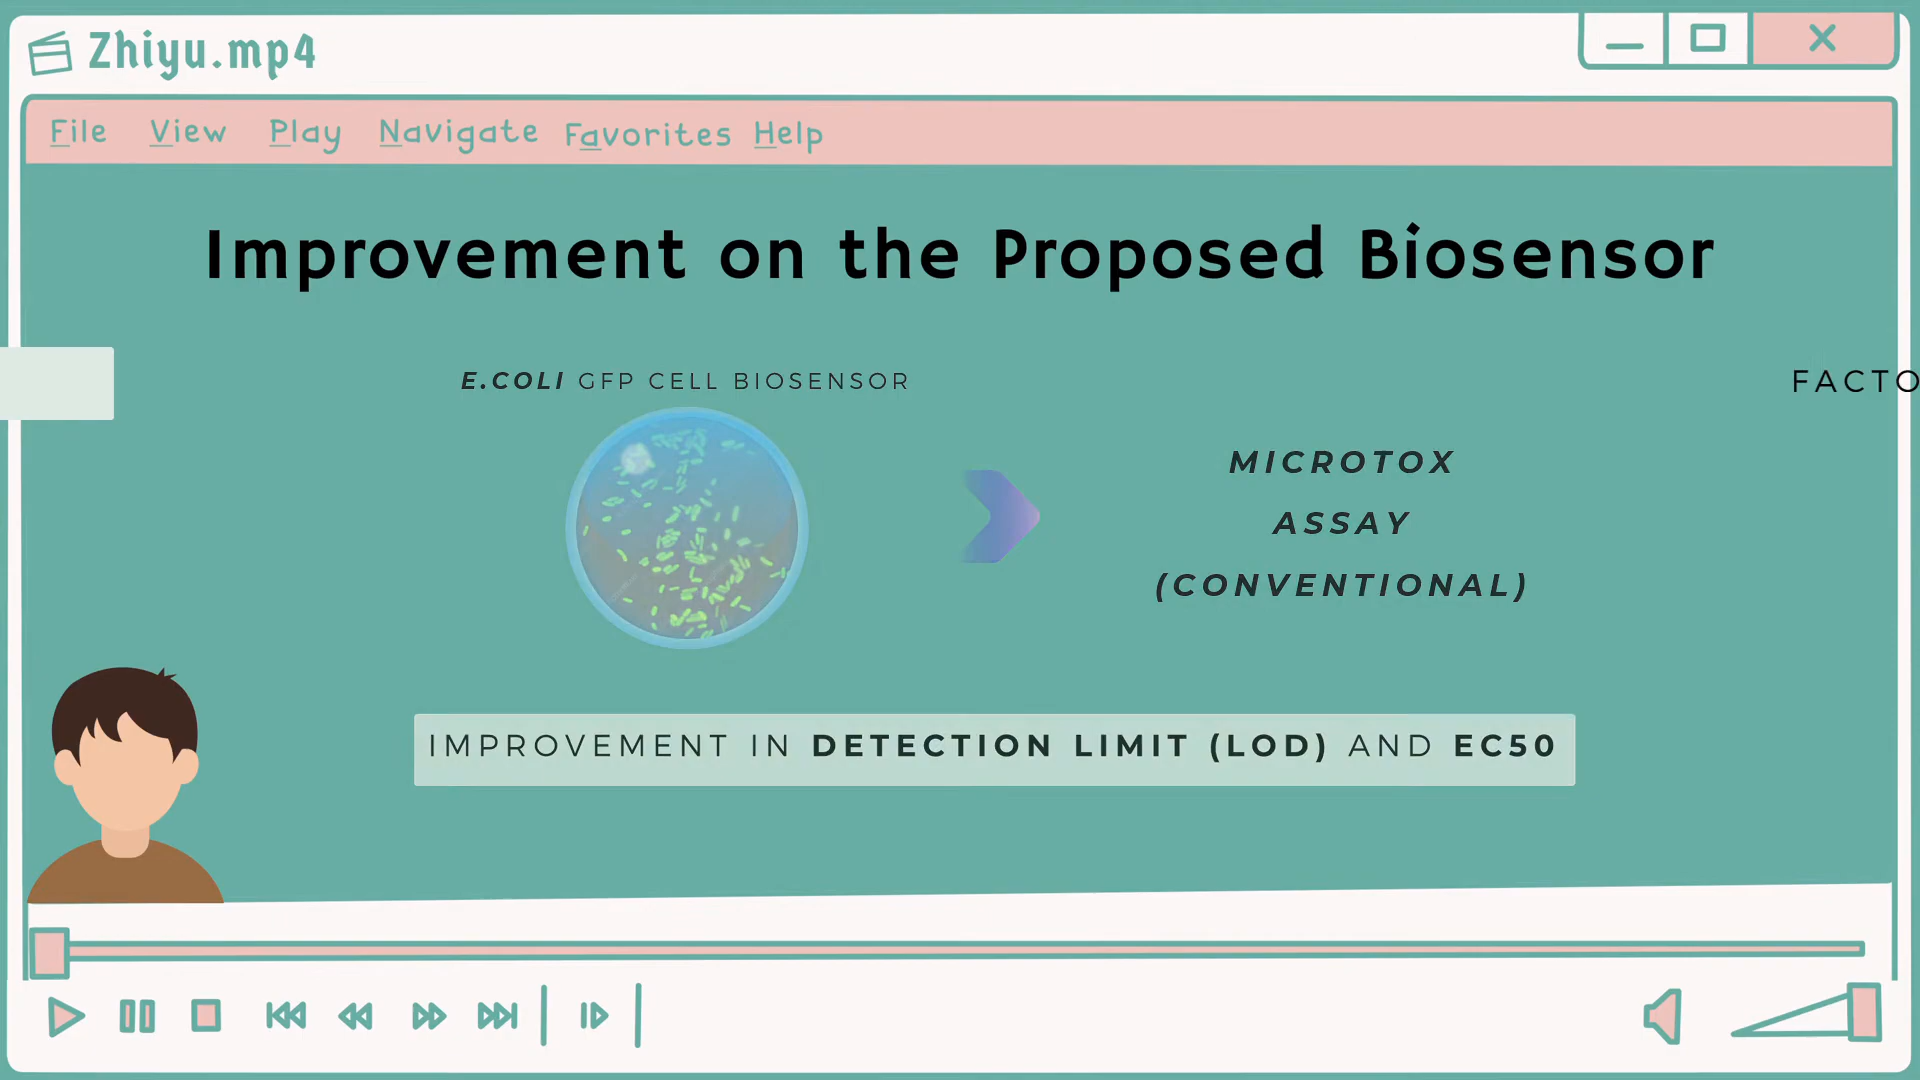 Zhiyu.mp4
File View Play Navigate Favorites Help
Improvement on the Proposed Biosensor
E.COLI GFP CELL BIOSENSOR
FACTO
MICROTOX
ASSAY
(CONVENTIONAL)
IMPROVEMENT IN DETECTION LIMIT (LOD) AND EC50